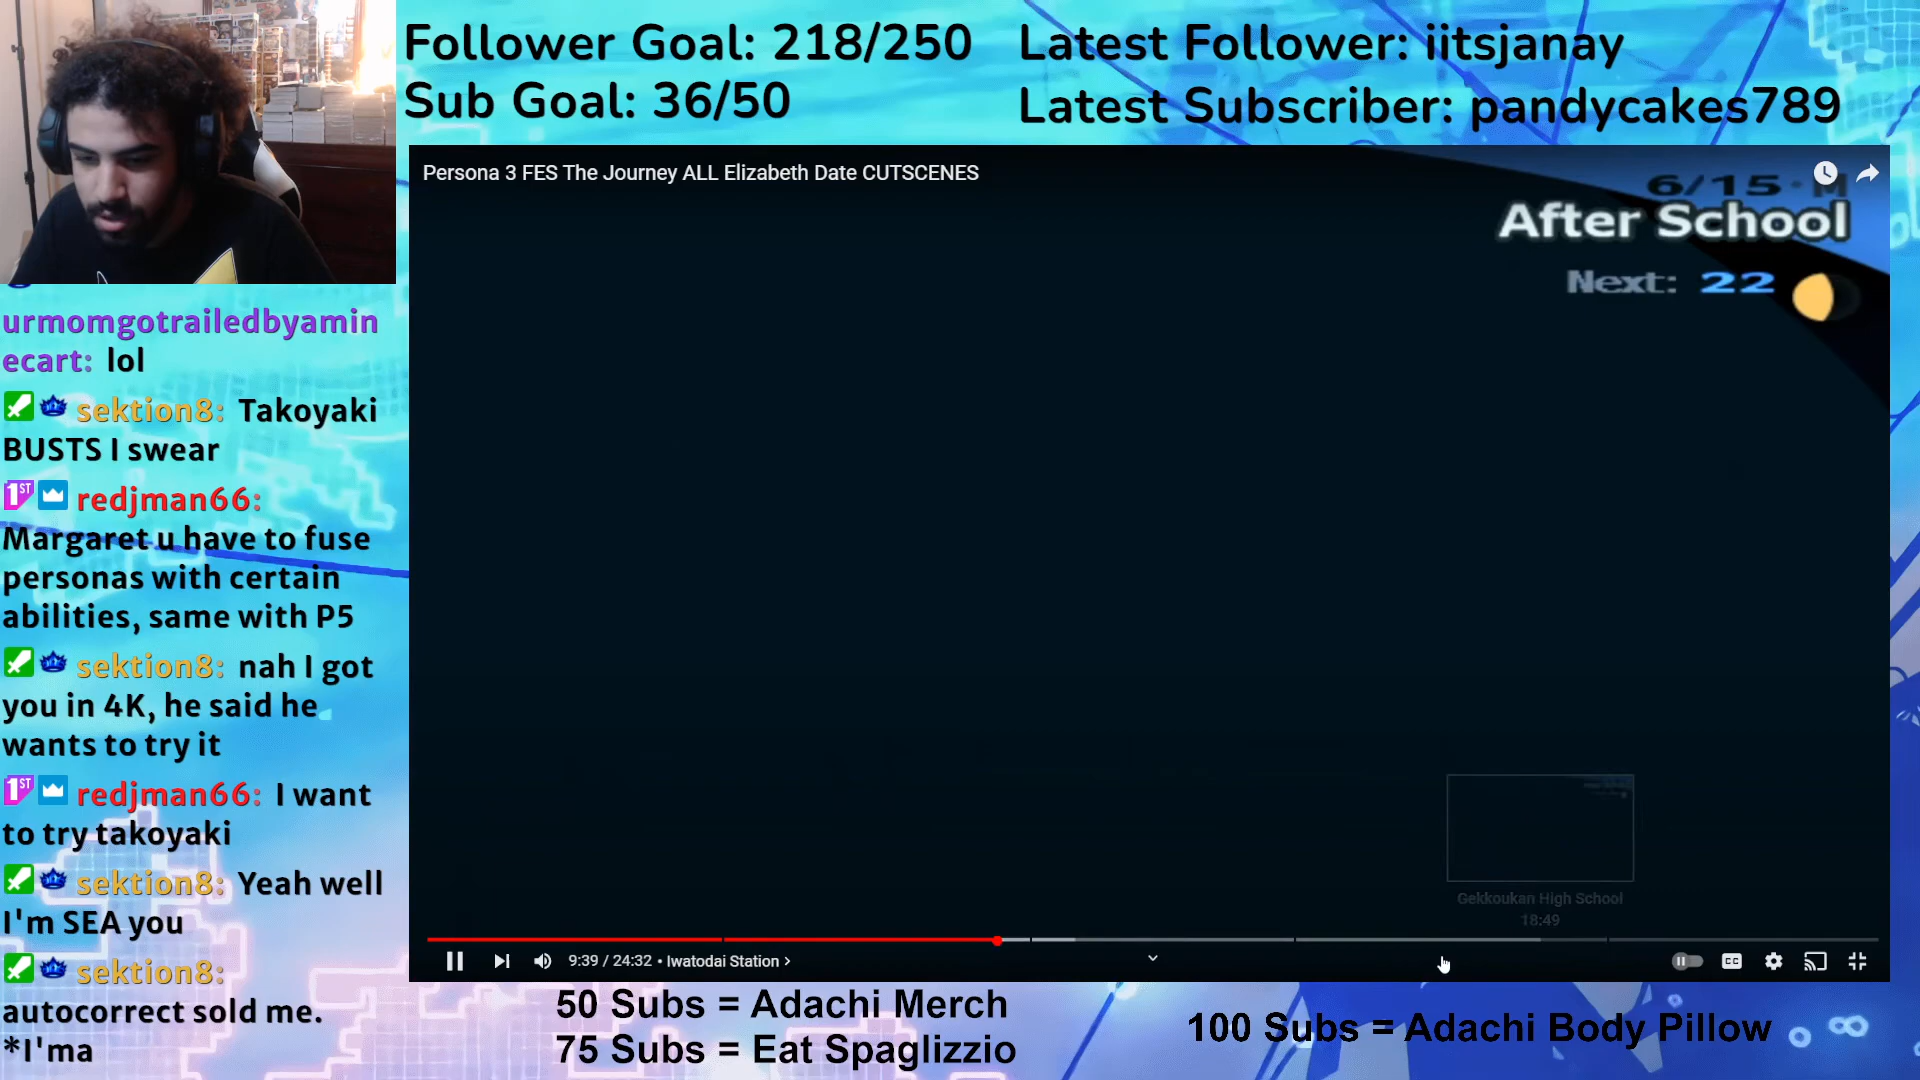 Follower Goal: 218/250
Sub Goal: 36/50
Latest Follower: iitsjanay
Latest Subscriber: pandycakes789
Persona 3 FES The Journey ALL Elizabeth Date CUTSCENES
6/15·M
After School
Next: 22
urmomgotrailedbyamin
ecart: lol
sektion8: Takoyaki
BUSTS I swear
1ST redjman66:
Margaret u have to fuse
personas with certain
abilities, same with P5
sektion8: nah I got
you in 4K, he said he
wants to try it
1ST redjman66: I want
to try takoyaki
sektion8: Yeah well
I'm SEA you
sektion8:
autocorrect sold me.
*I'ma
Gekkoukan High School
18:49
9:39 / 24:32 • Iwatodai Station >
CC
50 Subs = Adachi Merch
75 Subs = Eat Spaglizzio
100 Subs = Adachi Body Pillow